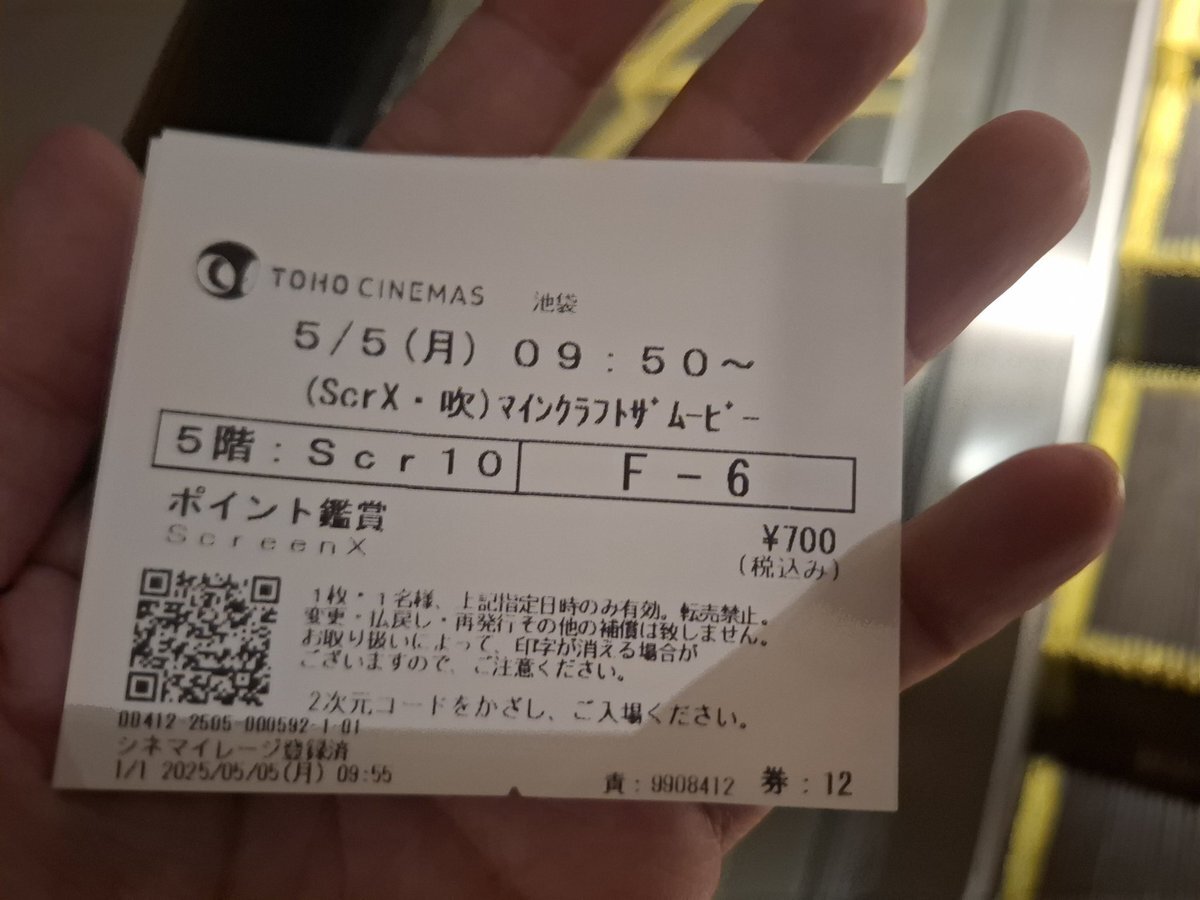 TOHO CINEMAS 池袋
5/5(月) 09:50～
(ScrX・吹)マインクラフトザムービー
5階:Scr10 F-6
ポイント鑑賞 ¥700
ScreenX (税込み)
1枚・1名様、上記指定日時のみ有効。転売禁止。
変更・払戻し・再発行その他の補償は致しません。
お取り扱いによって、印字が消える場合が
ございますので、ご注意ください。
2次元コードをかざし、ご入場ください。
00412-2505-000592-1-01
シネマイレージ登録済
1/1 2025/05/05(月) 09:55 責:9908412 券:12